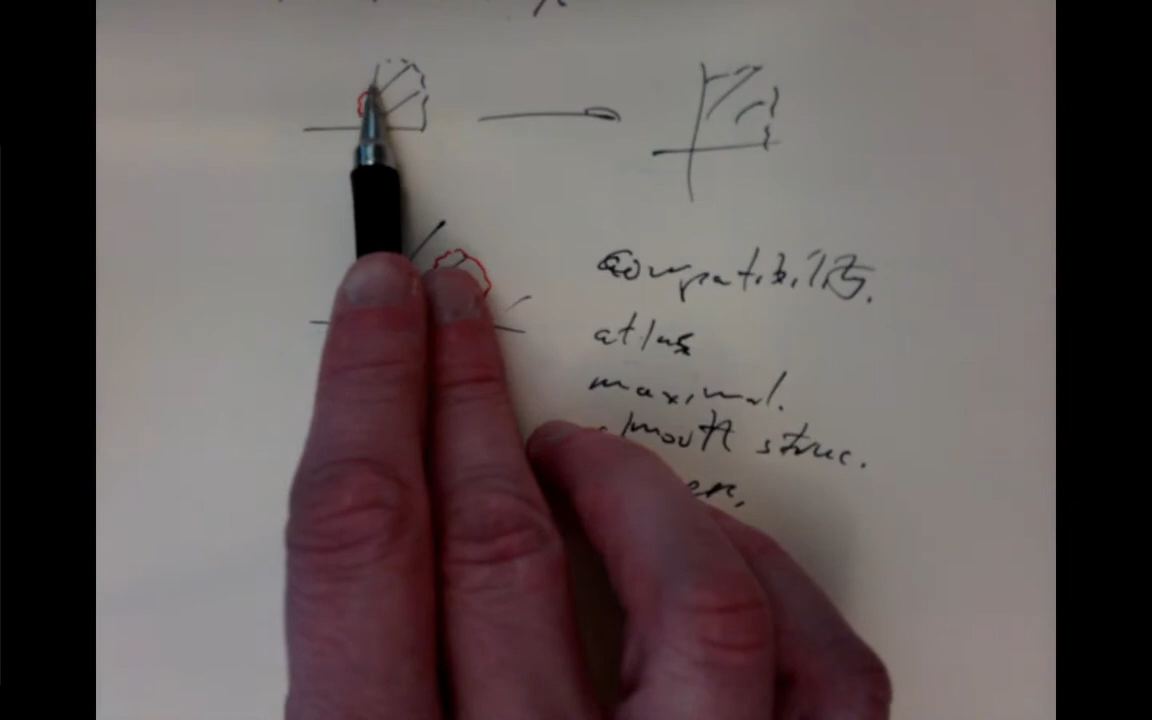 compatibility.
atlas
maximal.
smooth struc.